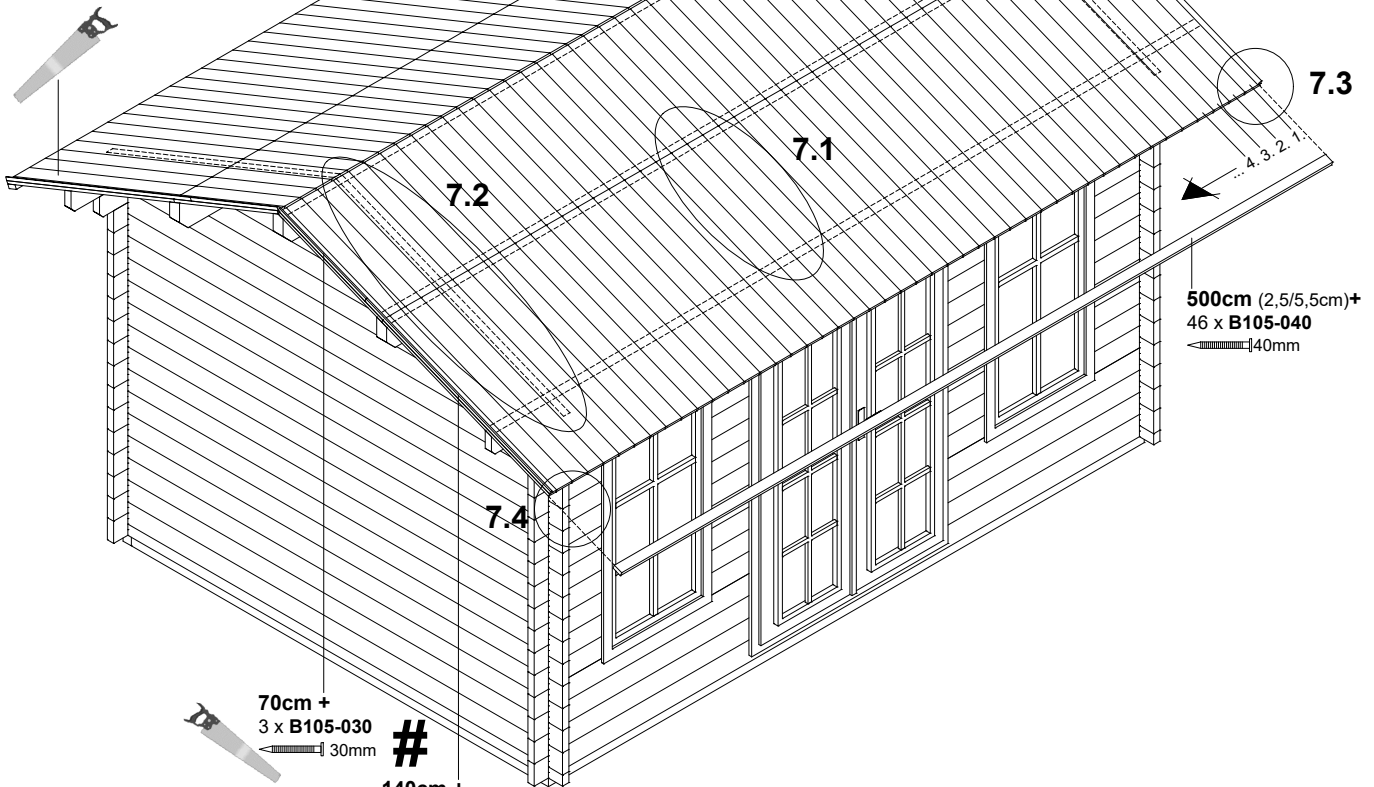 7.3
7.1
... 4. 3. 2. 1.
7.2
500cm (2,5/5,5cm)+
46 x B105-040
40mm
7.4
70cm +
3 x B105-030
30mm
#
140cm +